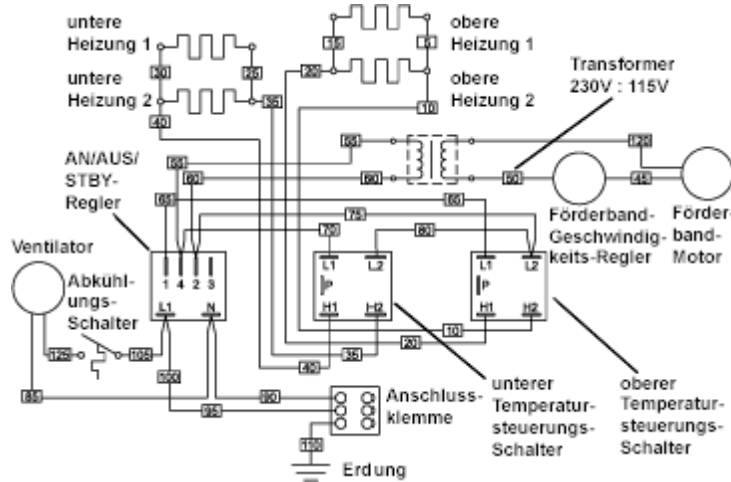 untere
Heizung 1
obere
Heizung 1
15
5
20
30
25
untere
Heizung 2
35
obere
Heizung 2
10
40
Transformer
230V : 115V
55
120
AN/AUS/
STBY-
Regler
55
60
60
50
45
65
65
75
70
80
Förderband-
Geschwindig-
keits-Regler
Förder-
band-
Motor
Ventilator
Abkühl-
ungs-
Schalter
1 4 2 3
L1 N
L1 L2
P
H1 H2
L1 L2
P
H1 H2
125
105
100
85
90
95
40
35
20
10
110
Anschluss-
klemme
Erdung
unterer
Temperatur-
steuerungs-
Schalter
oberer
Temperatur-
steuerungs-
Schalter